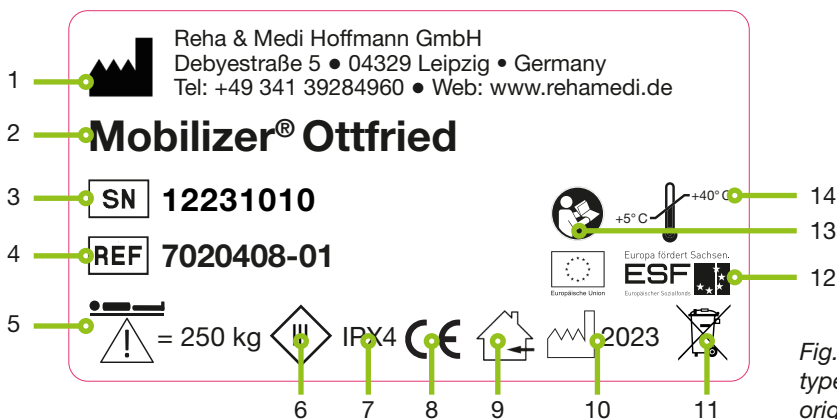 Reha & Medi Hoffmann GmbH
Debyestraße 5 ● 04329 Leipzig • Germany
1
Tel: +49 341 39284960 ● Web: www.rehamedi.de
2 Mobilizer® Ottfried
3 SN 12231010
+40°C 14
+5°C
13
4 REF 7020408-01
Europa fördert Sachsen.
ESF 12
Europäische Union Europäischer Sozialfonds
5 = 250 kg III IPX4 CE 2023
Fig.
type
6 7 8 9 10 11 orig